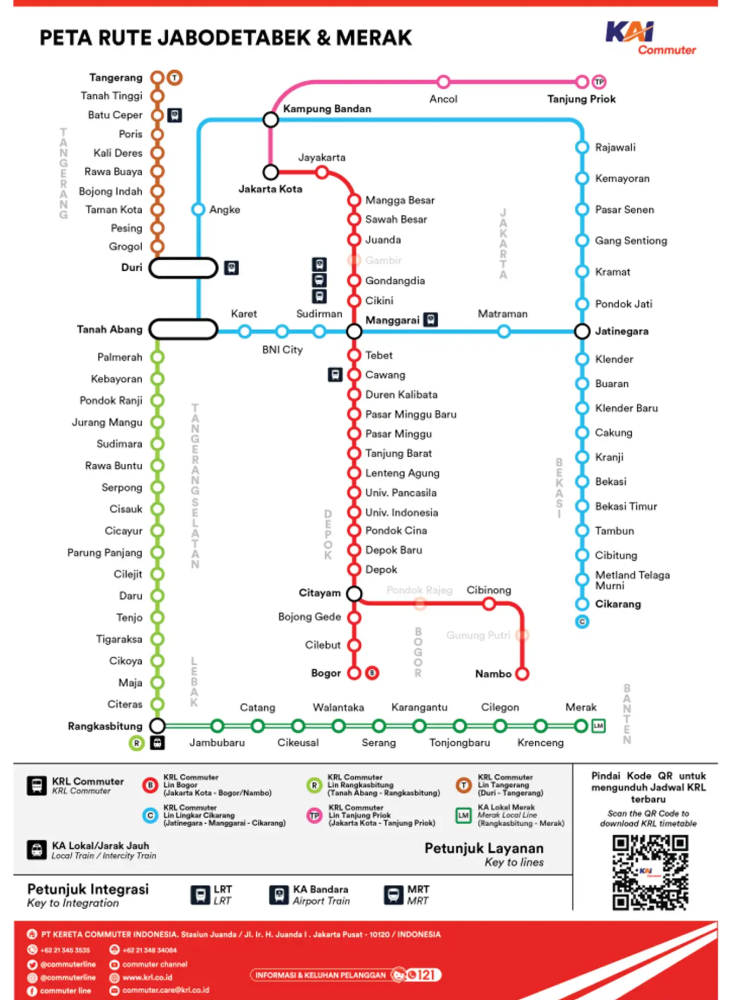 PETA RUTE JABODETABEK & MERAK
KAI
Commuter
Tangerang
T
Tanah Tinggi
Batu Ceper
Poris
Kali Deres
Rawa Buaya
Bojong Indah
Taman Kota
Pesing
Grogol
Duri
TANGERANG
Kampung Bandan
Ancol
Tanjung Priok
TP
Jakarta Kota
Jayakarta
Angke
Mangga Besar
Sawah Besar
Juanda
Gambir
Gondangdia
Cikini
Manggarai
JAKARTA
Rajawali
Kemayoran
Pasar Senen
Gang Sentiong
Kramat
Pondok Jati
Jatinegara
Tanah Abang
Karet
BNI City
Sudirman
Matraman
Palmerah
Kebayoran
Pondok Ranji
Jurang Mangu
Sudimara
Rawa Buntu
Serpong
Cisauk
Cicayur
Parung Panjang
Cilejit
Daru
Tenjo
Tigaraksa
Cikoya
Maja
Citeras
Rangkasbitung
R
TANGERANG SELATAN
LEBAK
Tebet
Cawang
Duren Kalibata
Pasar Minggu Baru
Pasar Minggu
Tanjung Barat
Lenteng Agung
Univ. Pancasila
Univ. Indonesia
Pondok Cina
Depok Baru
Depok
Citayam
Bojong Gede
Cilebut
Bogor
B
DEPOK
Pondok Rajeg
Cibinong
Gunung Putri
Nambo
BOGOR
Klender
Buaran
Klender Baru
Cakung
Kranji
Bekasi
Bekasi Timur
Tambun
Cibitung
Metland Telaga
Murni
Cikarang
C
BEKASI
Jambubaru
Catang
Cikeusal
Walantaka
Serang
Karangantu
Tonjongbaru
Cilegon
Krenceng
Merak
LM
BANTEN
KRL Commuter
KRL Commuter
B
KRL Commuter
Lin Bogor
(Jakarta Kota - Bogor/Nambo)
R
KRL Commuter
Lin Rangkasbitung
(Tanah Abang - Rangkasbitung)
T
KRL Commuter
Lin Tangerang
(Duri - Tangerang)
C
KRL Commuter
Lin Lingkar Cikarang
(Jatinegara - Manggarai - Cikarang)
TP
KRL Commuter
Lin Tanjung Priok
(Jakarta Kota - Tanjung Priok)
LM
KA Lokal Merak
Merak Local Line
(Rangkasbitung - Merak)
KA Lokal/Jarak Jauh
Local Train / Intercity Train
Petunjuk Layanan
Key to lines
Pindai Kode QR untuk
mengunduh Jadwal KRL
terbaru
Scan the QR Code to
download KRL timetable
KAI
Petunjuk Integrasi
Key to Integration
LRT
LRT
KA Bandara
Airport Train
MRT
MRT
PT KERETA COMMUTER INDONESIA. Stasiun Juanda / Jl. Ir. H. Juanda I . Jakarta Pusat - 10120 / INDONESIA
+62 21 345 3535
+62 21 348 34084
@commuterline
commuter channel
@commuterline
www.krl.co.id
commuter line
commuter.care@krl.co.id
INFORMASI & KELUHAN PELANGGAN
121